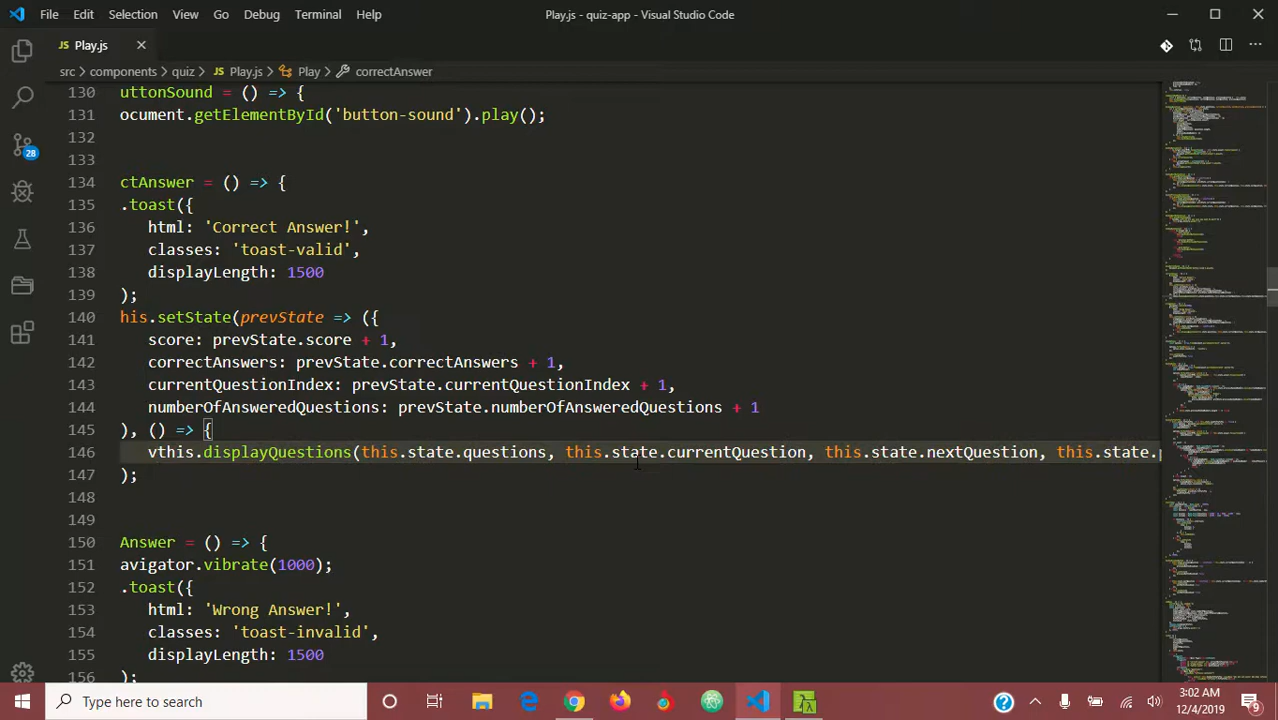 File Edit Selection View Go Debug Terminal Help
Play.js - quiz-app - Visual Studio Code
JS Play.js
src > components > quiz > JS Play.js > Play > correctAnswer
130 uttonSound = () => {
131 ocument.getElementById('button-sound').play();
132
133
134 ctAnswer = () => {
135 .toast({
136 html: 'Correct Answer!',
137 classes: 'toast-valid',
138 displayLength: 1500
139 );
140 his.setState(prevState => ({
141 score: prevState.score + 1,
142 correctAnswers: prevState.correctAnswers + 1,
143 currentQuestionIndex: prevState.currentQuestionIndex + 1,
144 numberOfAnsweredQuestions: prevState.numberOfAnsweredQuestions + 1
145 ), () => {
146 vthis.displayQuestions(this.state.questions, this.state.currentQuestion, this.state.nextQuestion, this.state.
147 );
148
149
150 Answer = () => {
151 avigator.vibrate(1000);
152 .toast({
153 html: 'Wrong Answer!',
154 classes: 'toast-invalid',
155 displayLength: 1500
156 );
28
Type here to search
3:02 AM
12/4/2019
9